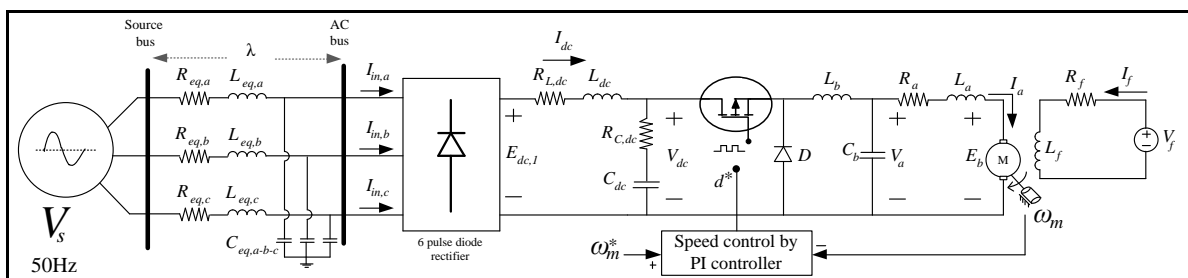 Source bus
λ
AC bus
V_s
50Hz
R_eq,a
L_eq,a
R_eq,b
L_eq,b
R_eq,c
L_eq,c
C_eq,a-b-c
I_in,a
I_in,b
I_in,c
6 pulse diode rectifier
+
E_dc,1
−
I_dc
R_L,dc
L_dc
R_C,dc
C_dc
+
V_dc
−
d*
D
L_b
C_b
+
V_a
−
R_a
L_a
I_a
+
E_b
−
M
R_f
I_f
L_f
V_f
+
−
ω_m
ω_m*
+
Speed control by PI controller
−